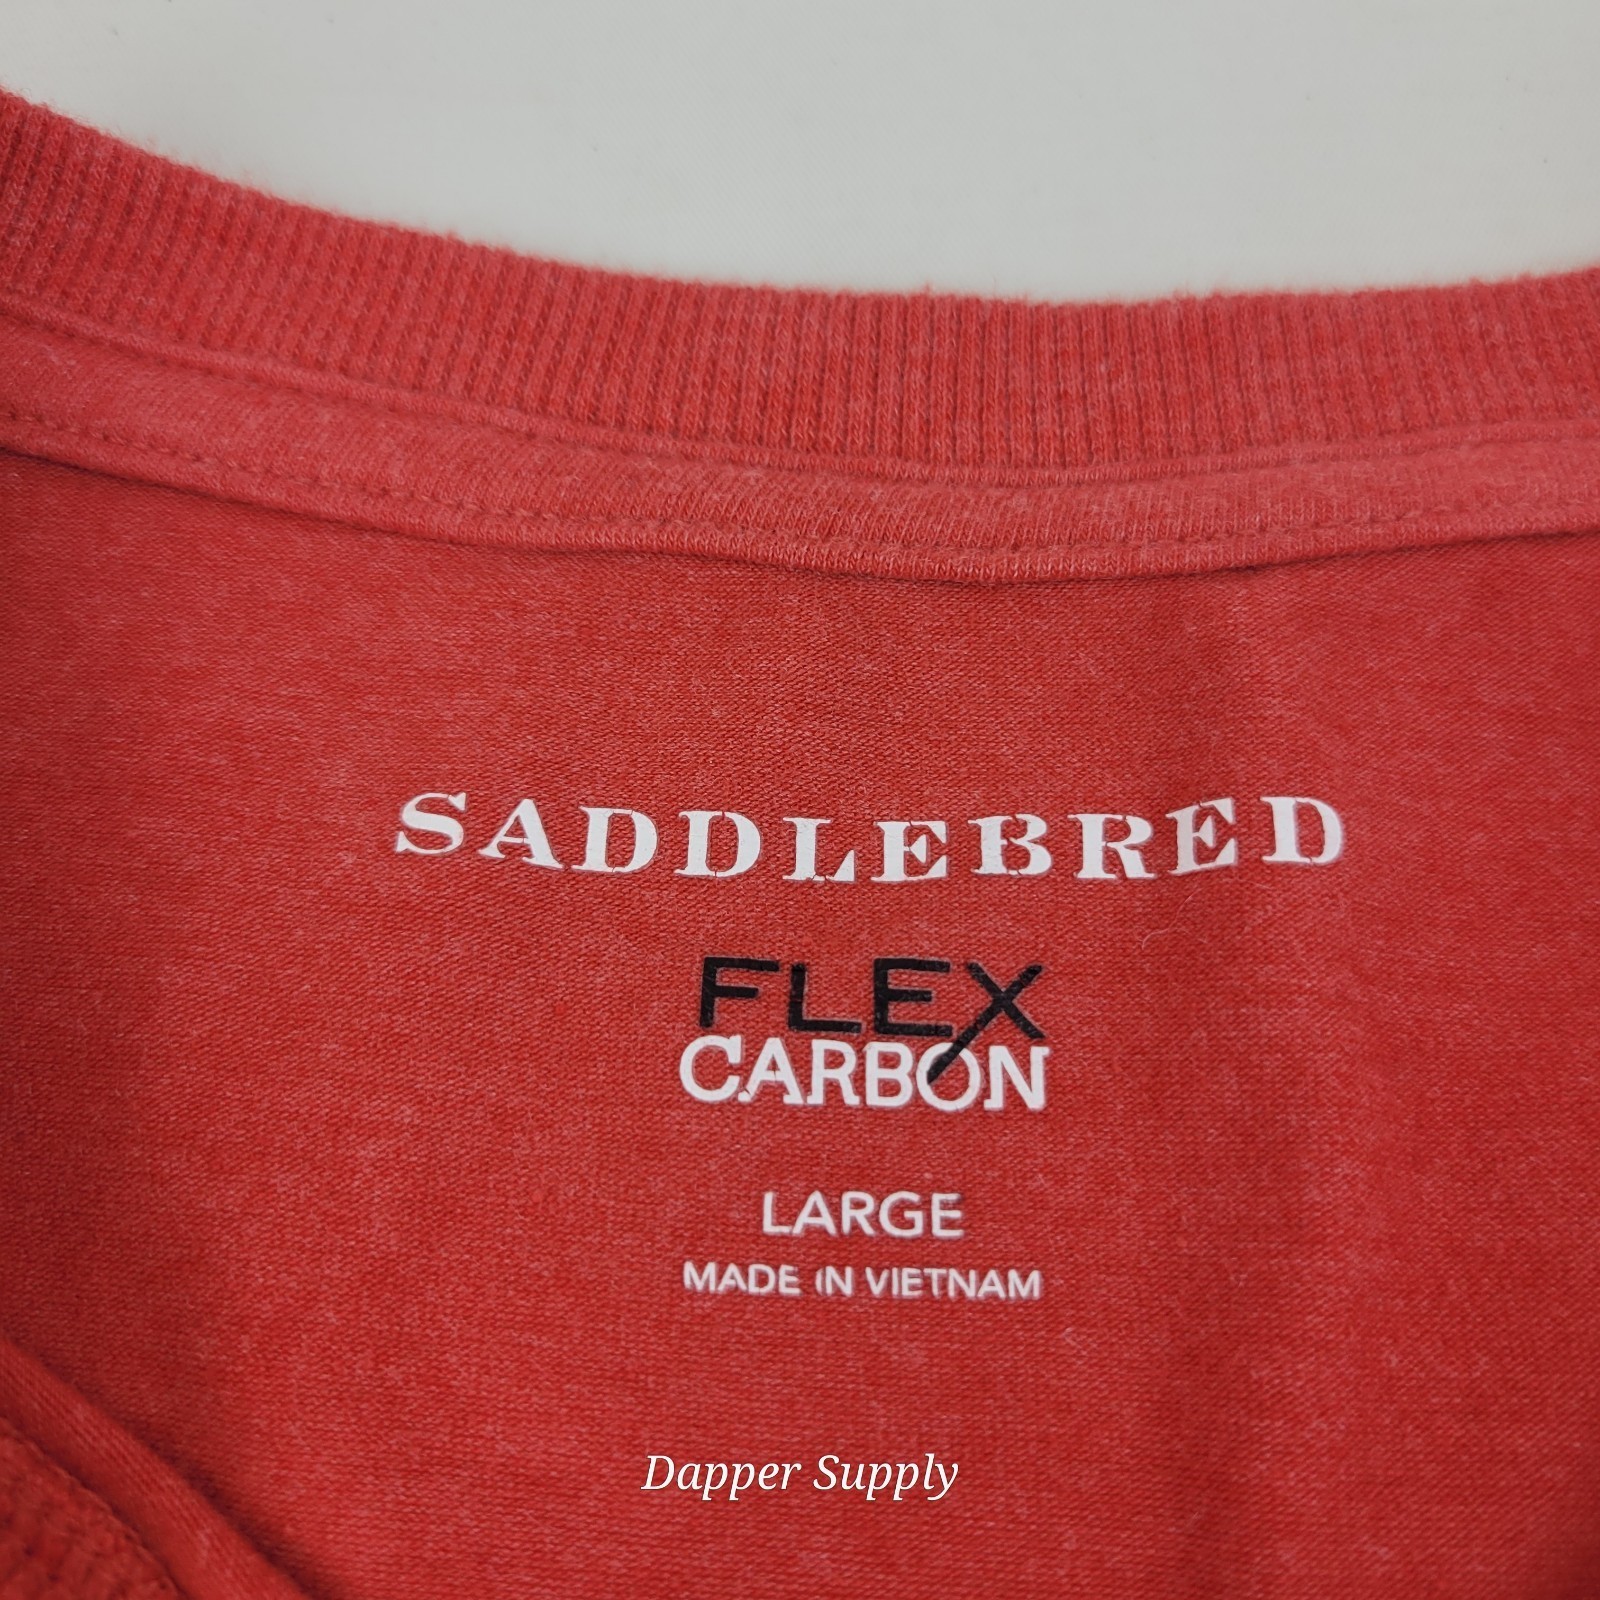 SADDLEBRED
FLEX
CARBON
LARGE
MADE IN VIETNAM
Dapper Supply